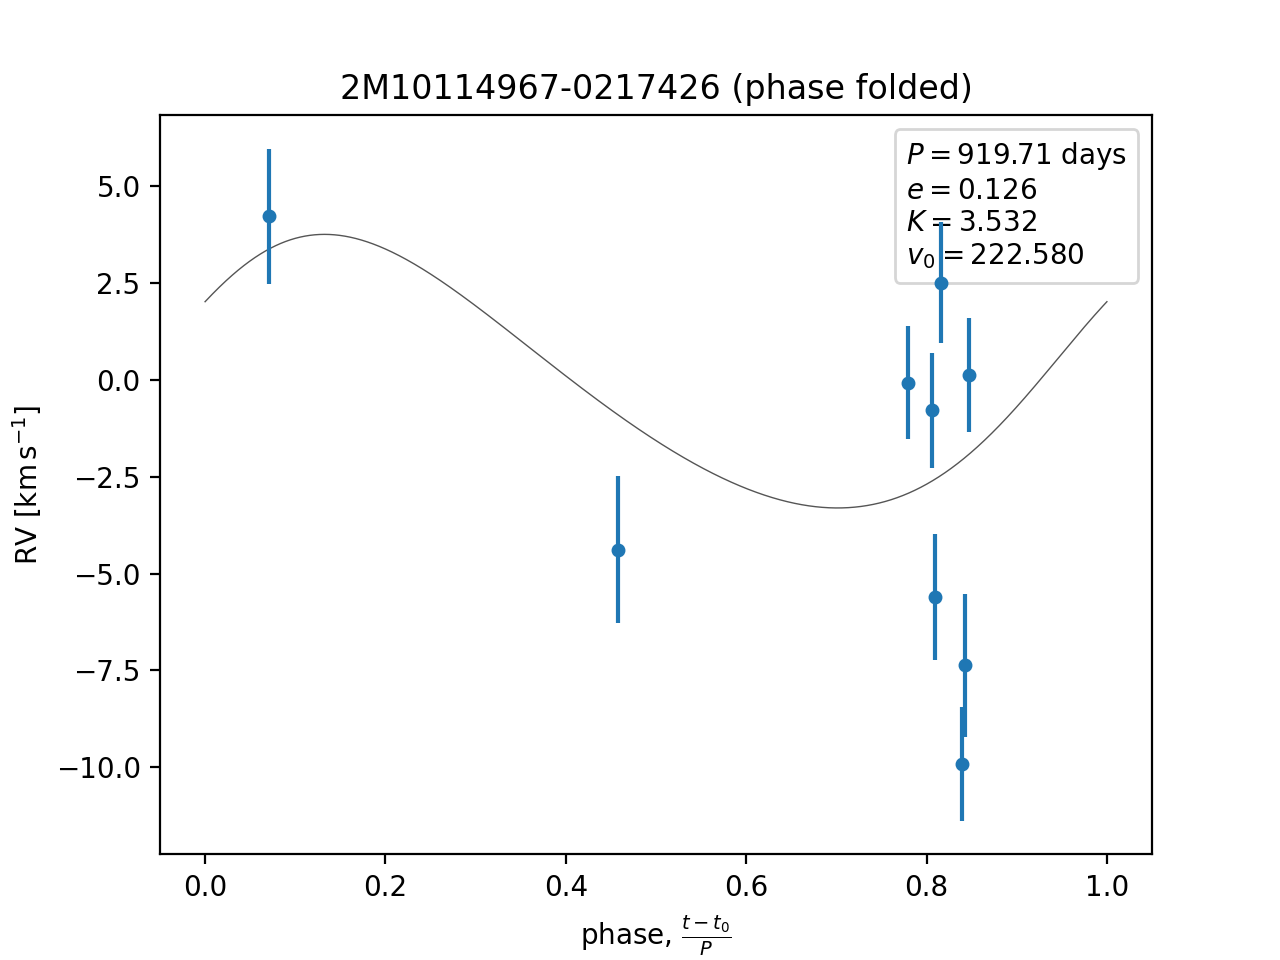 2M10114967-0217426 (phase folded)
P = 919.71 days
e = 0.126
K = 3.532
v₀ = 222.580
RV [km s⁻¹]
5.0
2.5
0.0
−2.5
−5.0
−7.5
−10.0
0.0 0.2 0.4 0.6 0.8 1.0
phase, (t − t₀)/P